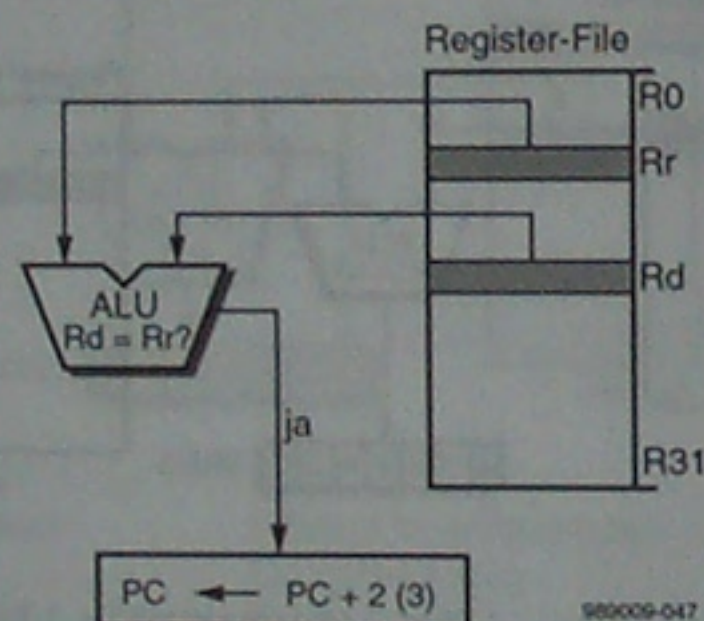 Register-File
R0
Rr
Rd
ALU
Rd = Rr?
ja
R31
PC ← PC + 2 (3)
989009-047